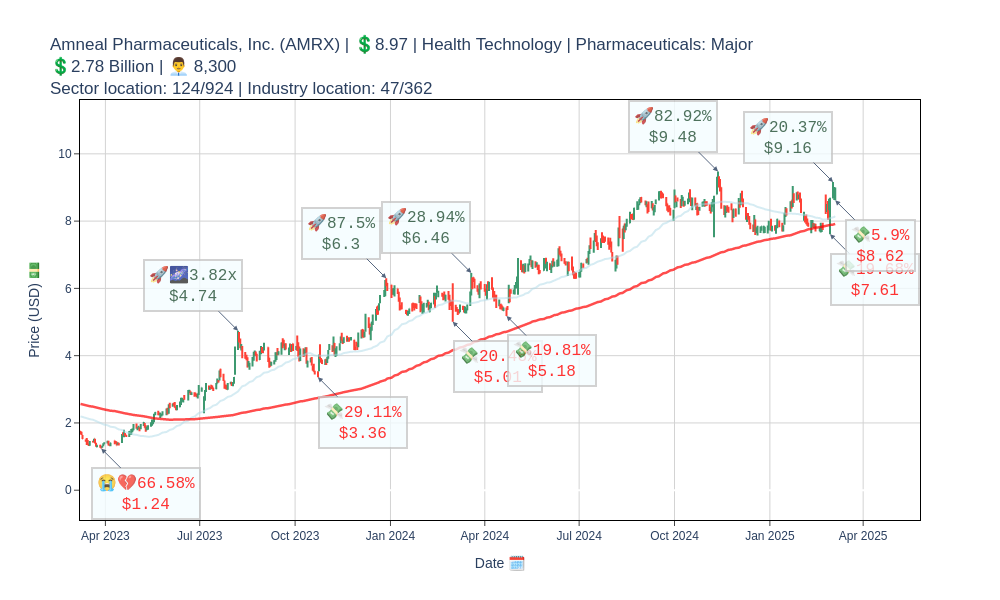 Amneal Pharmaceuticals, Inc. (AMRX) | 💲8.97 | Health Technology | Pharmaceuticals: Major
💲2.78 Billion | 👨‍💼 8,300
Sector location: 124/924 | Industry location: 47/362
🚀82.92%
$9.48
🚀20.37%
$9.16
🚀87.5%
$6.3
🚀28.94%
$6.46
🚀🌌3.82x
$4.74
💸5.9%
$8.62
$7.61
💸20.
$5.01
💸19.81%
$5.18
💸29.11%
$3.36
😭💔66.58%
$1.24
10
8
6
4
2
0
Price (USD) 💵
Apr 2023
Jul 2023
Oct 2023
Jan 2024
Apr 2024
Jul 2024
Oct 2024
Jan 2025
Apr 2025
Date 🗓️